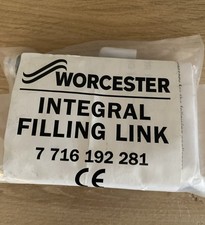 WORCESTER
INTEGRAL
FILLING LINK
7 716 192 281
CE